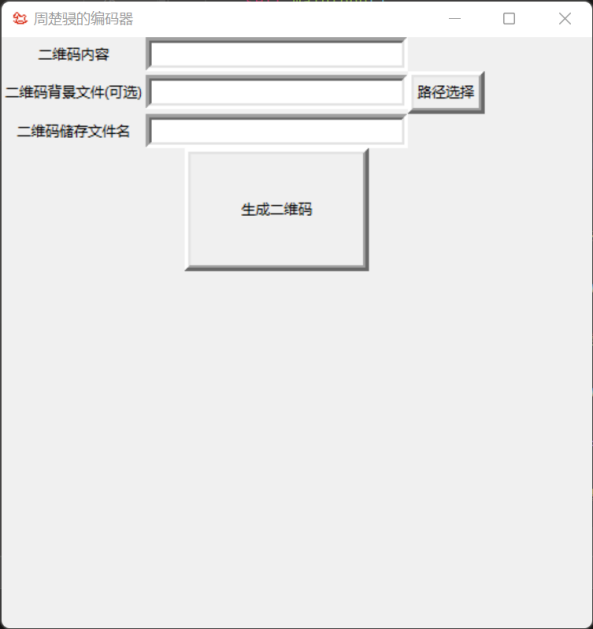 周楚骎的编码器
二维码内容
二维码背景文件(可选) 路径选择
二维码储存文件名
生成二维码